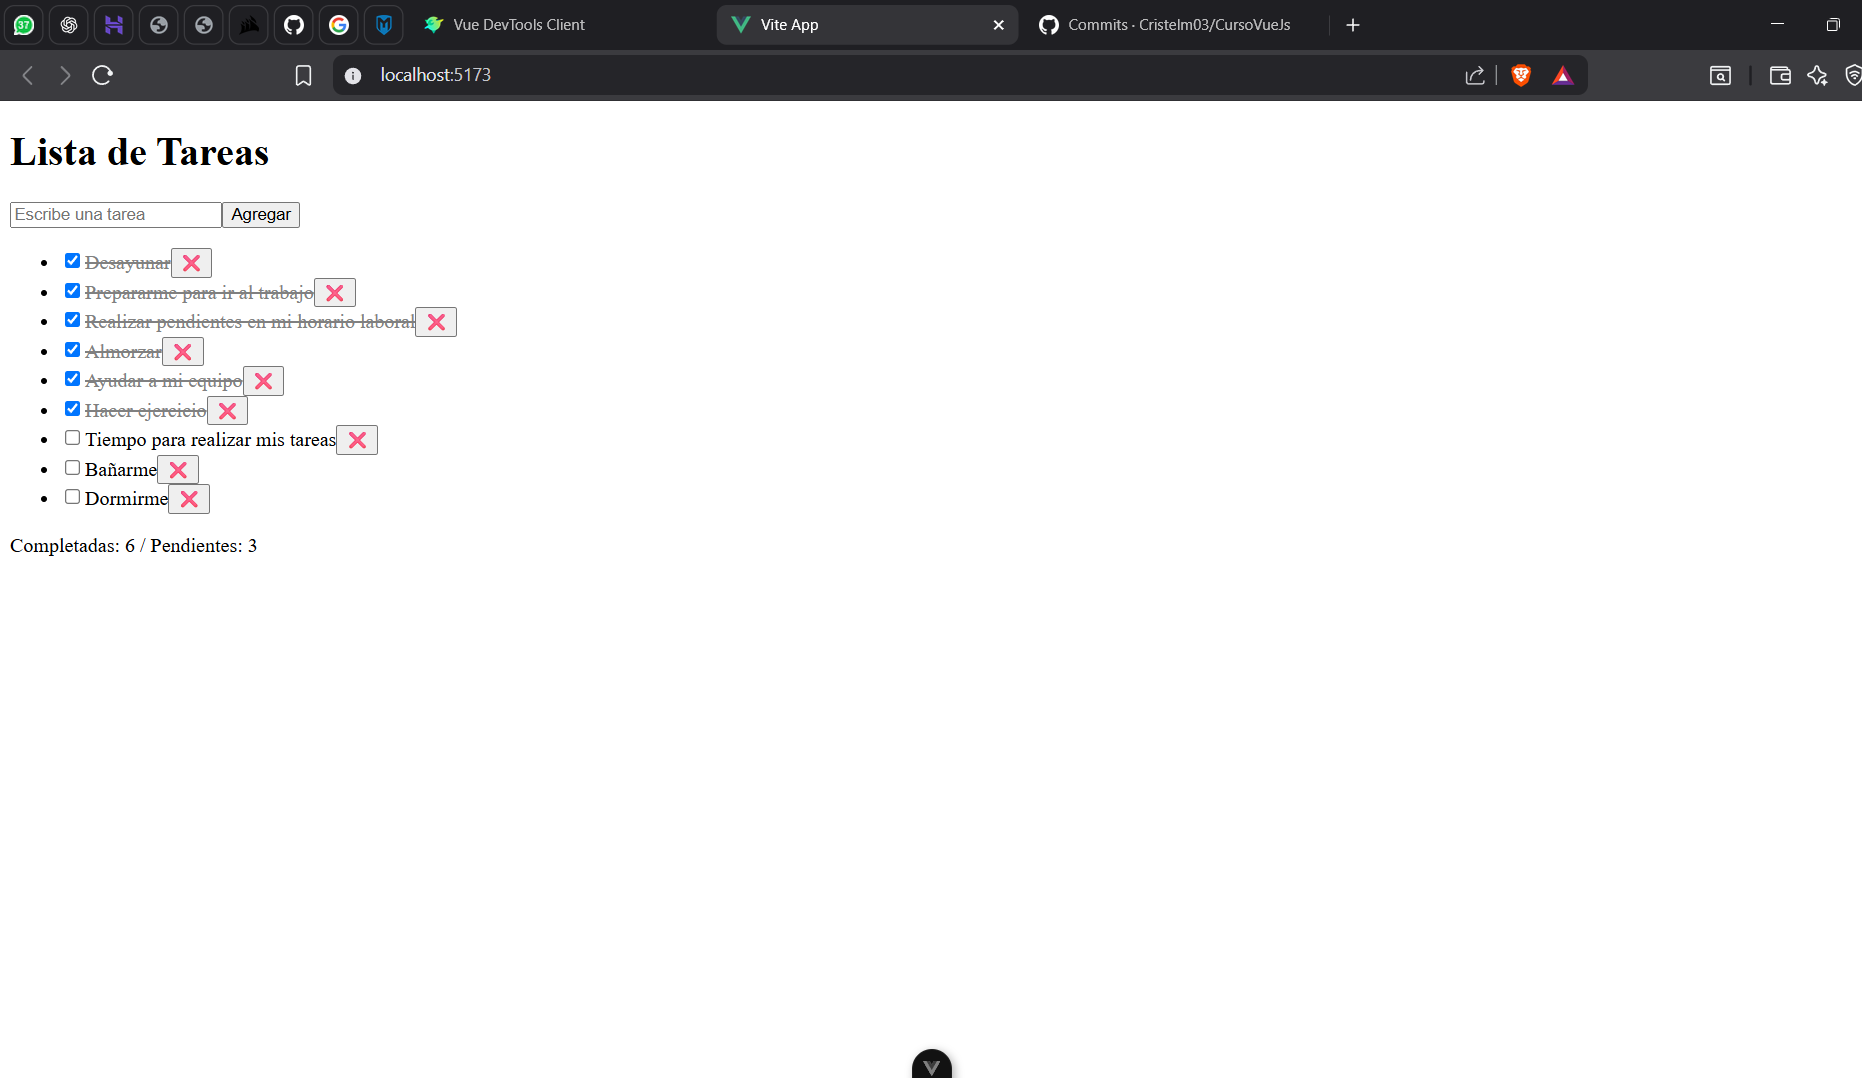 37
Vue DevTools Client
Vite App
Commits · Cristelm03/CursoVueJs
localhost:5173
Lista de Tareas
Escribe una tarea
Agregar
Desayunar
Prepararme para ir al trabajo
Realizar pendientes en mi horario laboral
Almorzar
Ayudar a mi equipo
Hacer ejercicio
Tiempo para realizar mis tareas
Bañarme
Dormirme
Completadas: 6 / Pendientes: 3